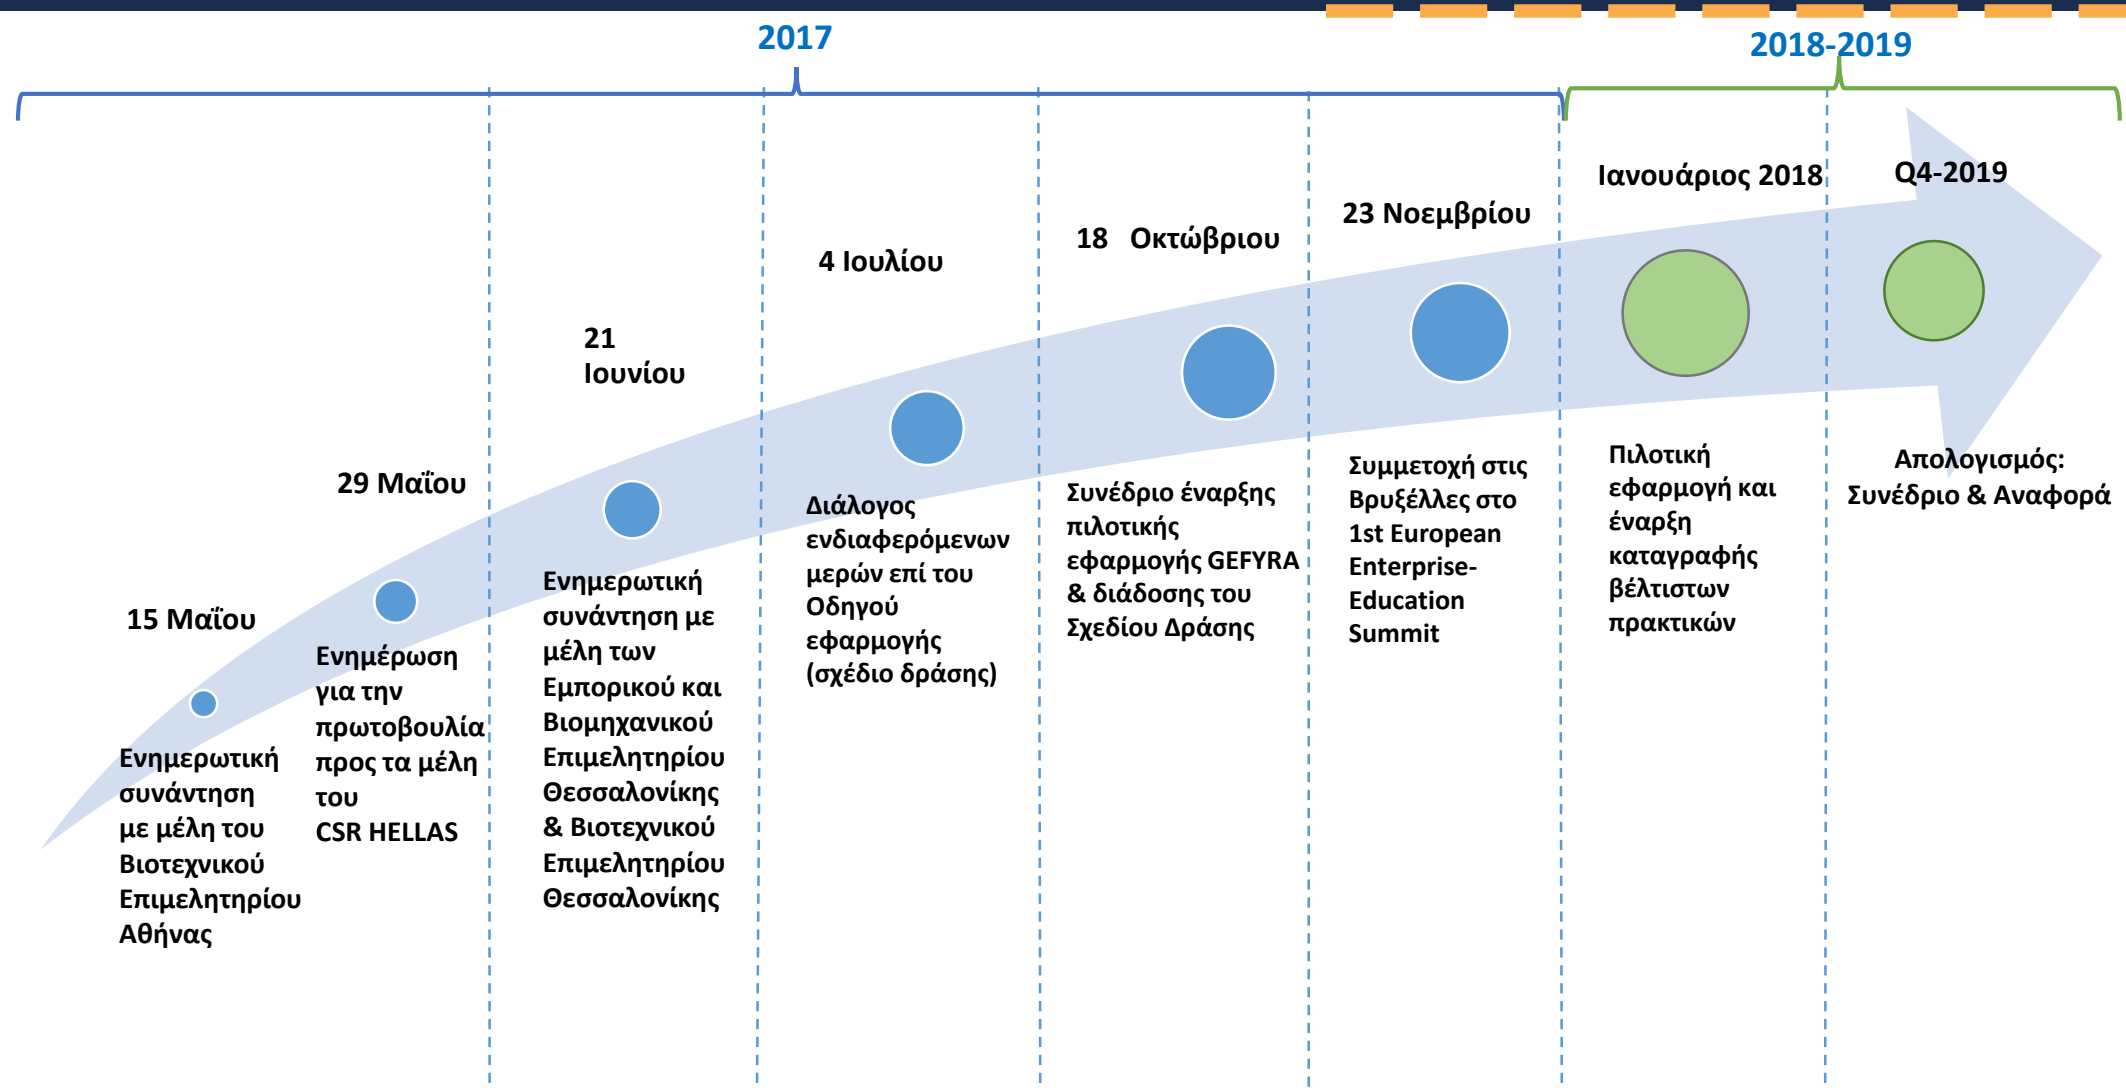 2017
2018-2019
15 Μαΐου
Ενημερωτική
συνάντηση
με μέλη του
Βιοτεχνικού
Επιμελητηρίου
Αθήνας
29 Μαΐου
Ενημέρωση
για την
πρωτοβουλία
προς τα μέλη
του
CSR HELLAS
21
Ιουνίου
Ενημερωτική
συνάντηση με
μέλη των
Εμπορικού και
Βιομηχανικού
Επιμελητηρίου
Θεσσαλονίκης
& Βιοτεχνικού
Επιμελητηρίου
Θεσσαλονίκης
4 Ιουλίου
Διάλογος
ενδιαφερόμενων
μερών επί του
Οδηγού
εφαρμογής
(σχέδιο δράσης)
18 Οκτώβριου
Συνέδριο έναρξης
πιλοτικής
εφαρμογής GEFYRA
& διάδοσης του
Σχεδίου Δράσης
23 Νοεμβρίου
Συμμετοχή στις
Βρυξέλλες στο
1st European
Enterprise-
Education
Summit
Ιανουάριος 2018
Πιλοτική
εφαρμογή και
έναρξη
καταγραφής
βέλτιστων
πρακτικών
Q4-2019
Απολογισμός:
Συνέδριο & Αναφορά